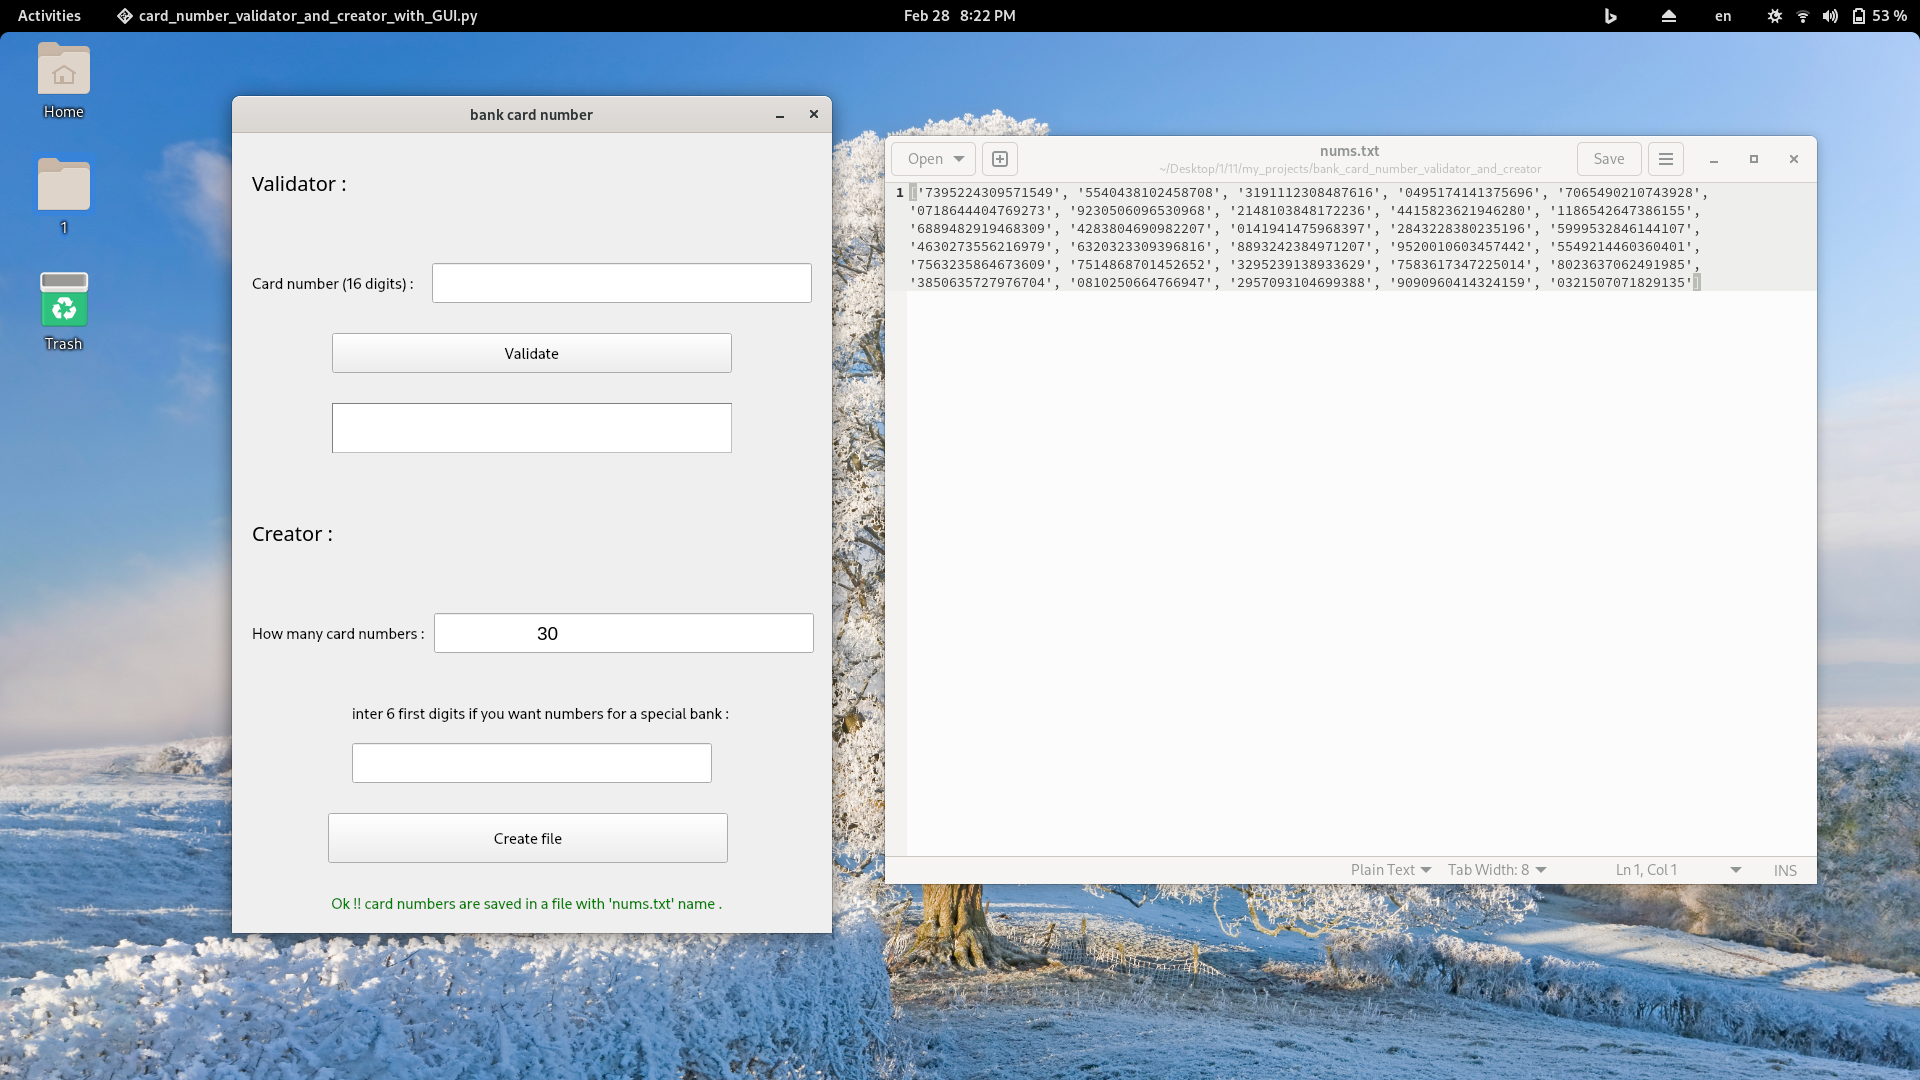 Activities
card_number_validator_and_creator_with_GUI.py
Feb 28 8:22 PM
en
53 %
Home
1
Trash
bank card number
Validator :
Card number (16 digits) :
Validate
Creator :
How many card numbers :
30
inter 6 first digits if you want numbers for a special bank :
Create file
Ok !! card numbers are saved in a file with 'nums.txt' name .
Open
nums.txt
~/Desktop/1/11/my_projects/bank_card_number_validator_and_creator
Save
1 ['7395224309571549', '5540438102458708', '3191112308487616', '0495174141375696', '7065490210743928',
'0718644404769273', '9230506096530968', '2148103848172236', '4415823621946280', '1186542647386155',
'6889482919468309', '4283804690982207', '0141941475968397', '2843228380235196', '5999532846144107',
'4630273556216979', '6320323309396816', '8893242384971207', '9520010603457442', '5549214460360401',
'7563235864673609', '7514868701452652', '3295239138933629', '7583617347225014', '8023637062491985',
'3850635727976704', '0810250664766947', '2957093104699388', '9090960414324159', '0321507071829135']
Plain Text
Tab Width: 8
Ln 1, Col 1
INS